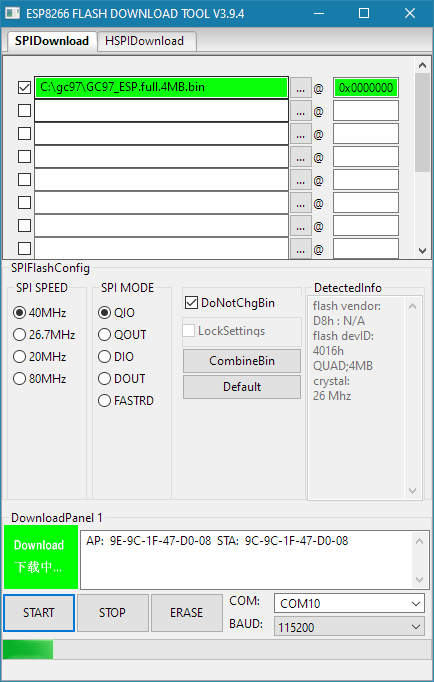 ESP8266 FLASH DOWNLOAD TOOL V3.9.4
SPIDownload HSPIDownload
C:\gc97\GC97_ESP.full.4MB.bin ... @ 0x0000000
... @
... @
... @
... @
... @
... @
... @
SPIFlashConfig
SPI SPEED
40MHz
26.7MHz
20MHz
80MHz
SPI MODE
QIO
QOUT
DIO
DOUT
FASTRD
DoNotChgBin
LockSettings
CombineBin
Default
DetectedInfo
flash vendor:
D8h : N/A
flash devID:
4016h
QUAD;4MB
crystal:
26 Mhz
DownloadPanel 1
Download
下载中...
AP: 9E-9C-1F-47-D0-08 STA: 9C-9C-1F-47-D0-08
START STOP ERASE
COM: COM10
BAUD: 115200